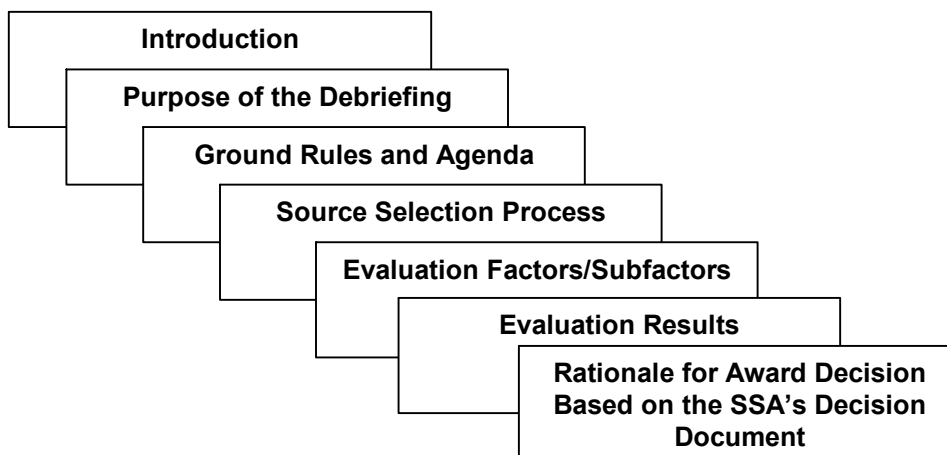 Introduction
Purpose of the Debriefing
Ground Rules and Agenda
Source Selection Process
Evaluation Factors/Subfactors
Evaluation Results
Rationale for Award Decision
Based on the SSA’s Decision
Document